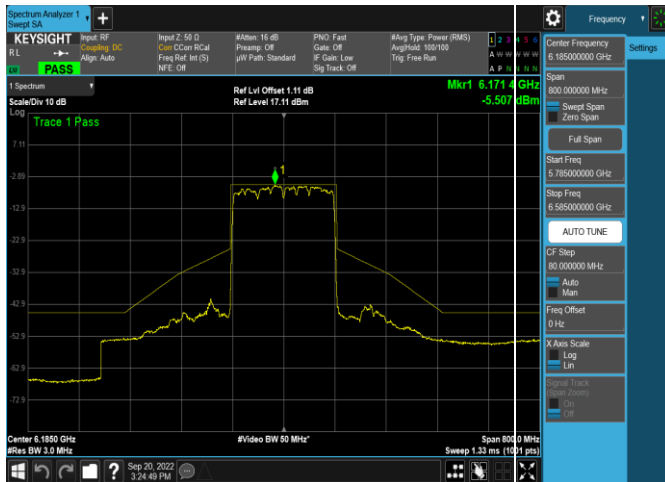 Spectrum Analyzer 1
Swept SA
+
Frequency
KEYSIGHT
RL
PASS
Input: RF
Coupling: DC
Align: Auto
Input Z: 50 Ω
Corr CCorr RCal
Freq Ref: Int (S)
NFE: Off
#Atten: 16 dB
Preamp: Off
µW Path: Standard
PNO: Fast
Gate: Off
IF Gain: Low
Sig Track: Off
#Avg Type: Power (RMS)
Avg|Hold: 100/100
Trig: Free Run
1 2 3 4 5 6
A W W W W W
A P N N N N
1 Spectrum
Scale/Div 10 dB
Log
Ref Lvl Offset 1.11 dB
Ref Level 17.11 dBm
Mkr1 6.171 4 GHz
-5.507 dBm
Trace 1 Pass
1
7.11
-2.89
-12.9
-22.9
-32.9
-42.9
-52.9
-62.9
-72.9
Center 6.1850 GHz
#Res BW 3.0 MHz
#Video BW 50 MHz*
Span 800.0 MHz
Sweep 1.33 ms (1001 pts)
Center Frequency
6.185000000 GHz
Settings
Span
800.000000 MHz
Swept Span
Zero Span
Full Span
Start Freq
5.785000000 GHz
Stop Freq
6.585000000 GHz
AUTO TUNE
CF Step
80.000000 MHz
Auto
Man
Freq Offset
0 Hz
X Axis Scale
Log
Lin
Signal Track
(Span Zoom)
On
Off
?
Sep 20, 2022
3:24:49 PM